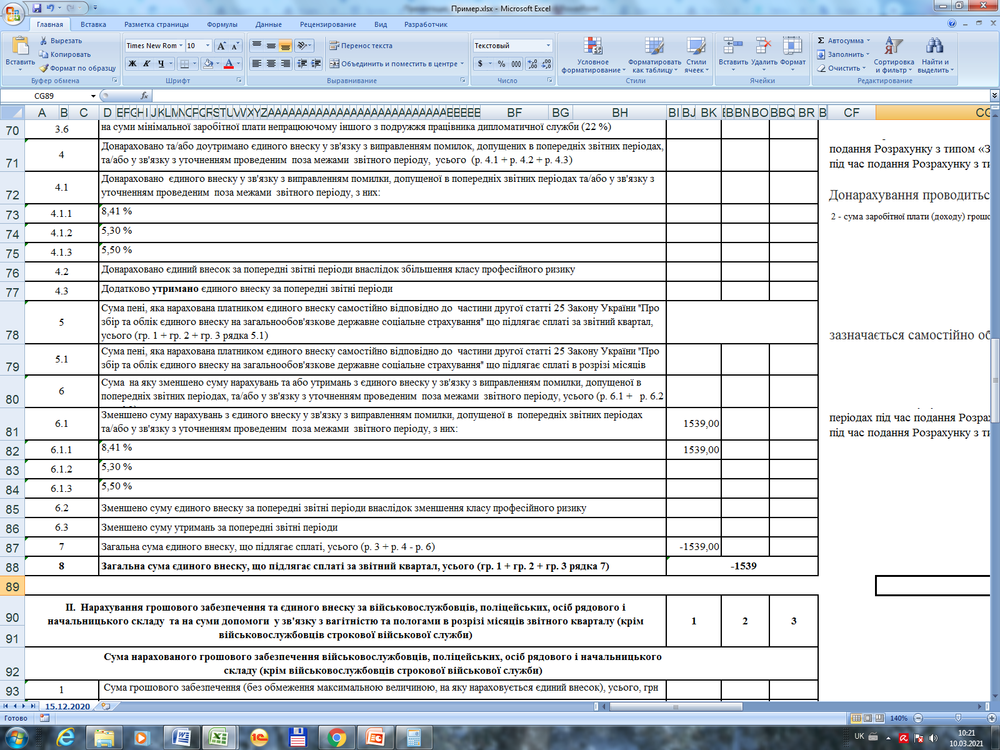 Пример.xlsx - Microsoft Excel
Главная Вставка Разметка страницы Формулы Данные Рецензирование Вид Разработчик
Вставить
Вырезать
Копировать
Формат по образцу
Буфер обмена
Times New Rom 10
Ж К Ч
Шрифт
Перенос текста
Объединить и поместить в центре
Выравнивание
Текстовый
$ % 000
Число
Условное форматирование
Форматировать как таблицу
Стили ячеек
Стили
Вставить Удалить Формат
Ячейки
Σ Автосумма
Заполнить
Очистить
Сортировка и фильтр
Найти и выделить
Редактирование
CG89 fx
A B C D BF BG BH BI BJ BK BO BR CF
70 3.6 на суми мінімальної заробітної плати непрацюючому іншого з подружжя працівника дипломатичної служби (22 %)
71 4 Донараховано та/або доутримано єдиного внеску у зв'язку з виправленням помилок, допущених в попередніх звітних періодах,
та/або у зв'язку з уточненням проведеним поза межами звітного періоду, усього (р. 4.1 + р. 4.2 + р. 4.3)
подання Розрахунку з типом «З
під час подання Розрахунку з ти
72 4.1 Донараховано єдиного внеску у зв'язку з виправленням помилки, допущеної в попередніх звітних періодах та/або у зв'язку з
уточненням проведеним поза межами звітного періоду, з них:
Донарахування проводитьс
73 4.1.1 8,41 %
2 - сума заробітної плати (доходу) грошо
74 4.1.2 5,30 %
75 4.1.3 5,50 %
76 4.2 Донараховано єдиний внесок за попередні звітні періоди внаслідок збільшення класу професійного ризику
77 4.3 Додатково утримано єдиного внеску за попередні звітні періоди
78 5 Сума пені, яка нарахована платником єдиного внеску самостійно відповідно до частини другої статті 25 Закону України "Про
збір та облік єдиного внеску на загальнообов'язкове державне соціальне страхування" що підлягає сплаті за звітний квартал,
усього (гр. 1 + гр. 2 + гр. 3 рядка 5.1)
зазначається самостійно об
79 5.1 Сума пені, яка нарахована платником єдиного внеску самостійно відповідно до частини другої статті 25 Закону України "Про
збір та облік єдиного внеску на загальнообов'язкове державне соціальне страхування" що підлягає сплаті в розрізі місяців
80 6 Сума на яку зменшено суму нарахувань та або утримань з єдиного внеску у зв'язку з виправленням помилки, допущеної в
попередніх звітних періодах, та/або у зв'язку з уточненням проведеним поза межами звітного періоду, усього (р. 6.1 + р. 6.2
81 6.1 Зменшено суму нарахувань з єдиного внеску у зв'язку з виправленням помилки, допущеної в попередніх звітних періодах
та/або у зв'язку з уточненням проведеним поза межами звітного періоду, з них: 1539,00
періодах під час подання Розрах
під час подання Розрахунку з ти
82 6.1.1 8,41 % 1539,00
83 6.1.2 5,30 %
84 6.1.3 5,50 %
85 6.2 Зменшено суму єдиного внеску за попередні звітні періоди внаслідок зменшення класу професійного ризику
86 6.3 Зменшено суму утримань за попередні звітні періоди
87 7 Загальна сума єдиного внеску, що підлягає сплаті, усього (р. 3 + р. 4 - р. 6) -1539,00
88 8 Загальна сума єдиного внеску, що підлягає сплаті за звітний квартал, усього (гр. 1 + гр. 2 + гр. 3 рядка 7) -1539
89
90 ІІ. Нарахування грошового забезпечення та єдиного внеску за військовослужбовців, поліцейських, осіб рядового і
начальницького складу та на суми допомоги у зв'язку з вагітністю та пологами в розрізі місяців звітного кварталу (крім 1 2 3
91 військовослужбовців строкової військової служби)
92 Сума нарахованого грошового забезпечення військовослужбовців, поліцейських, осіб рядового і начальницького
складу (крім військовослужбовців строкової військової служби)
93 1 Сума грошового забезпечення (без обмеження максимальною величиною, на яку нараховується єдиний внесок), усього, грн
15.12.2020
Готово 140%
UK 10:21
10.03.2021